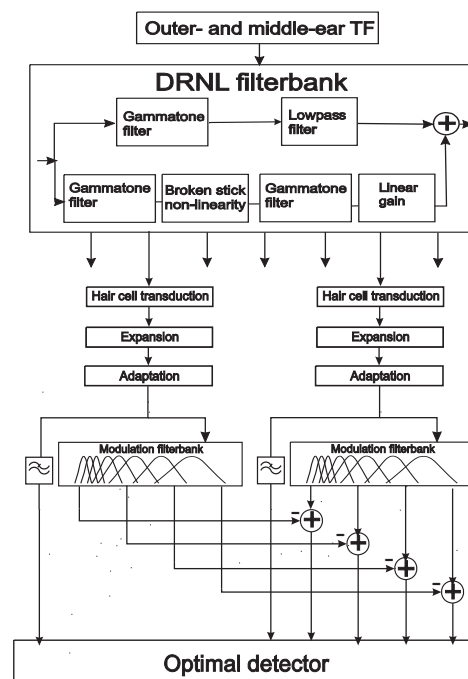 Outer- and middle-ear TF
DRNL filterbank
Gammatone
filter
Lowpass
filter
+
Gammatone
filter
Broken stick
non-linearity
Gammatone
filter
Linear
gain
Hair cell transduction
Hair cell transduction
Expansion
Expansion
Adaptation
Adaptation
Modulation filterbank
Modulation filterbank
-
+
-
+
-
+
-
+
Optimal detector